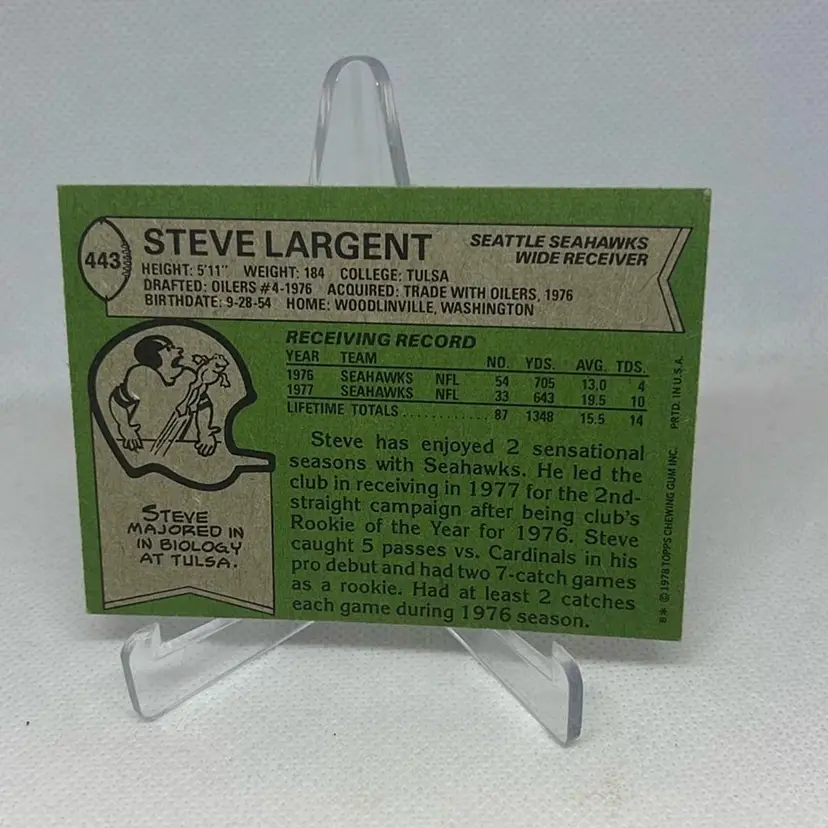 443
STEVE LARGENT
SEATTLE SEAHAWKS
WIDE RECEIVER
HEIGHT: 5'11" WEIGHT: 184 COLLEGE: TULSA
DRAFTED: OILERS #4-1976 ACQUIRED: TRADE WITH OILERS, 1976
BIRTHDATE: 9-28-54 HOME: WOODLINVILLE, WASHINGTON
RECEIVING RECORD
YEAR TEAM NO. YDS. AVG. TDS.
1976 SEAHAWKS NFL 54 705 13.0 4
1977 SEAHAWKS NFL 33 643 19.5 10
LIFETIME TOTALS............ 87 1348 15.5 14
STEVE
MAJORED IN
IN BIOLOGY
AT TULSA.
Steve has enjoyed 2 sensational
seasons with Seahawks. He led the
club in receiving in 1977 for the 2nd-
straight campaign after being club's
Rookie of the Year for 1976. Steve
caught 5 passes vs. Cardinals in his
pro debut and had two 7-catch games
as a rookie. Had at least 2 catches
each game during 1976 season.
B* © 1978 TOPPS CHEWING GUM INC. PRTD. IN U.S.A.